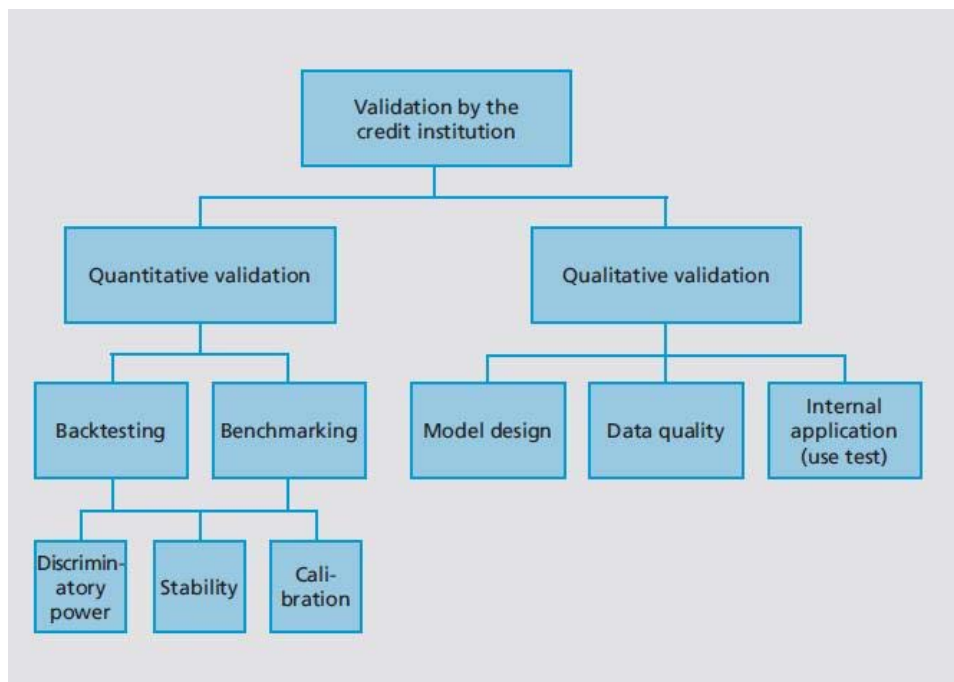 Validation by the
credit institution
Quantitative validation
Qualitative validation
Backtesting
Benchmarking
Model design
Data quality
Internal
application
(use test)
Discrimin-
atory
power
Stability
Cali-
bration